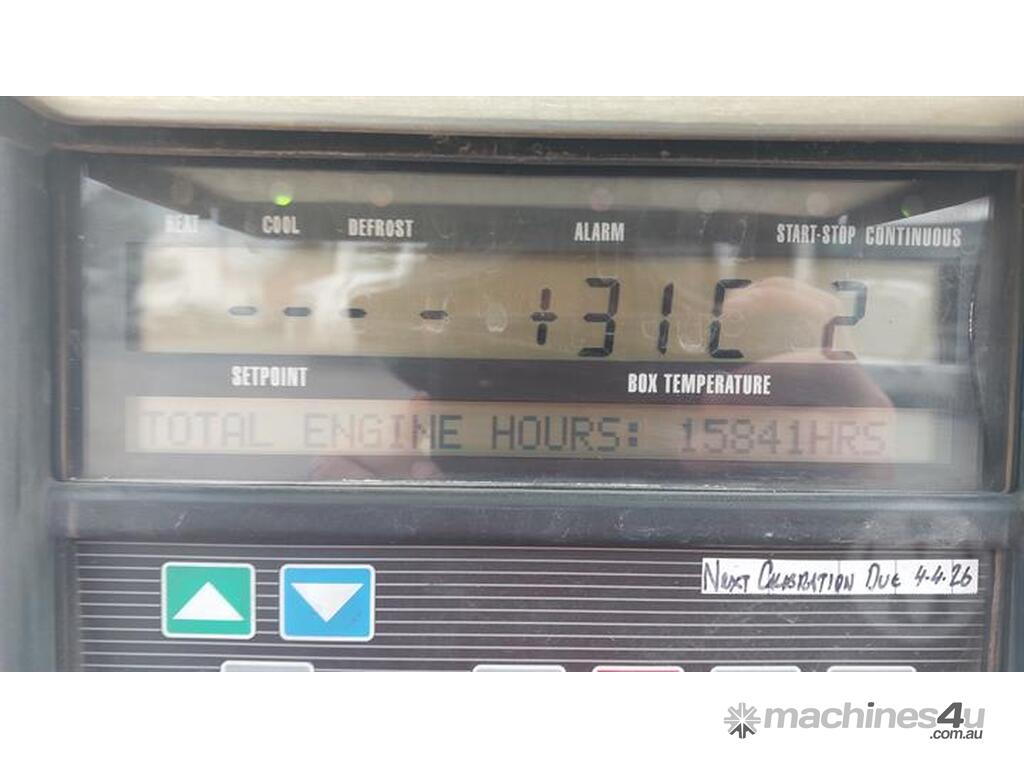 HEAT COOL DEFROST ALARM START-STOP CONTINUOUS
- - - - +31C 2
SETPOINT BOX TEMPERATURE
TOTAL ENGINE HOURS: 15841HRS
NEXT CALIBRATION DUE 4.4.26
machines4u
.com.au